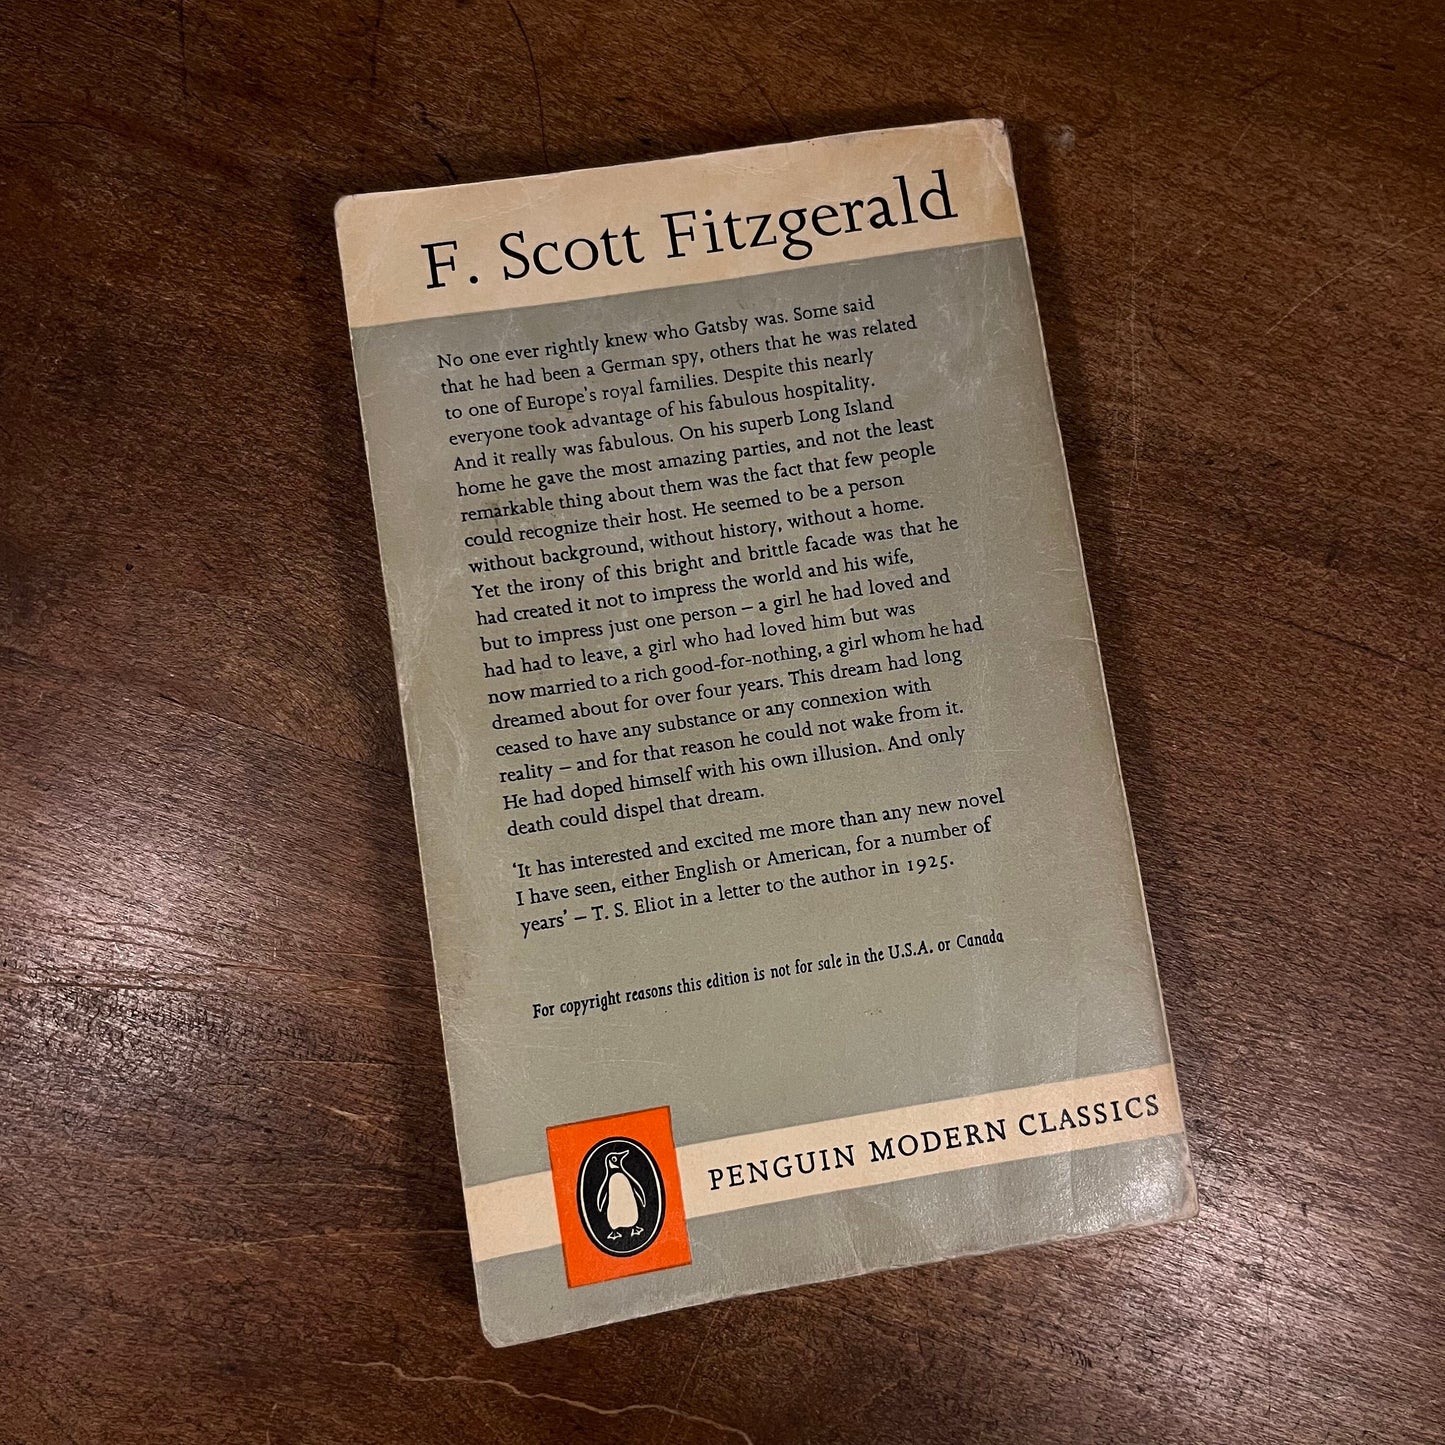 F. Scott Fitzgerald
No one ever rightly knew who Gatsby was. Some said
that he had been a German spy, others that he was related
to one of Europe's royal families. Despite this nearly
everyone took advantage of his fabulous hospitality.
And it really was fabulous. On his superb Long Island
home he gave the most amazing parties, and not the least
remarkable thing about them was the fact that few people
could recognize their host. He seemed to be a person
without background, without history, without a home.
Yet the irony of this bright and brittle facade was that he
had created it not to impress the world and his wife,
but to impress just one person – a girl he had loved and
had had to leave, a girl who had loved him but was
now married to a rich good-for-nothing, a girl whom he had
dreamed about for over four years. This dream had long
ceased to have any substance or any connexion with
reality – and for that reason he could not wake from it.
He had doped himself with his own illusion. And only
death could dispel that dream.
‘It has interested and excited me more than any new novel
I have seen, either English or American, for a number of
years’ – T. S. Eliot in a letter to the author in 1925.
For copyright reasons this edition is not for sale in the U.S.A. or Canada
PENGUIN MODERN CLASSICS